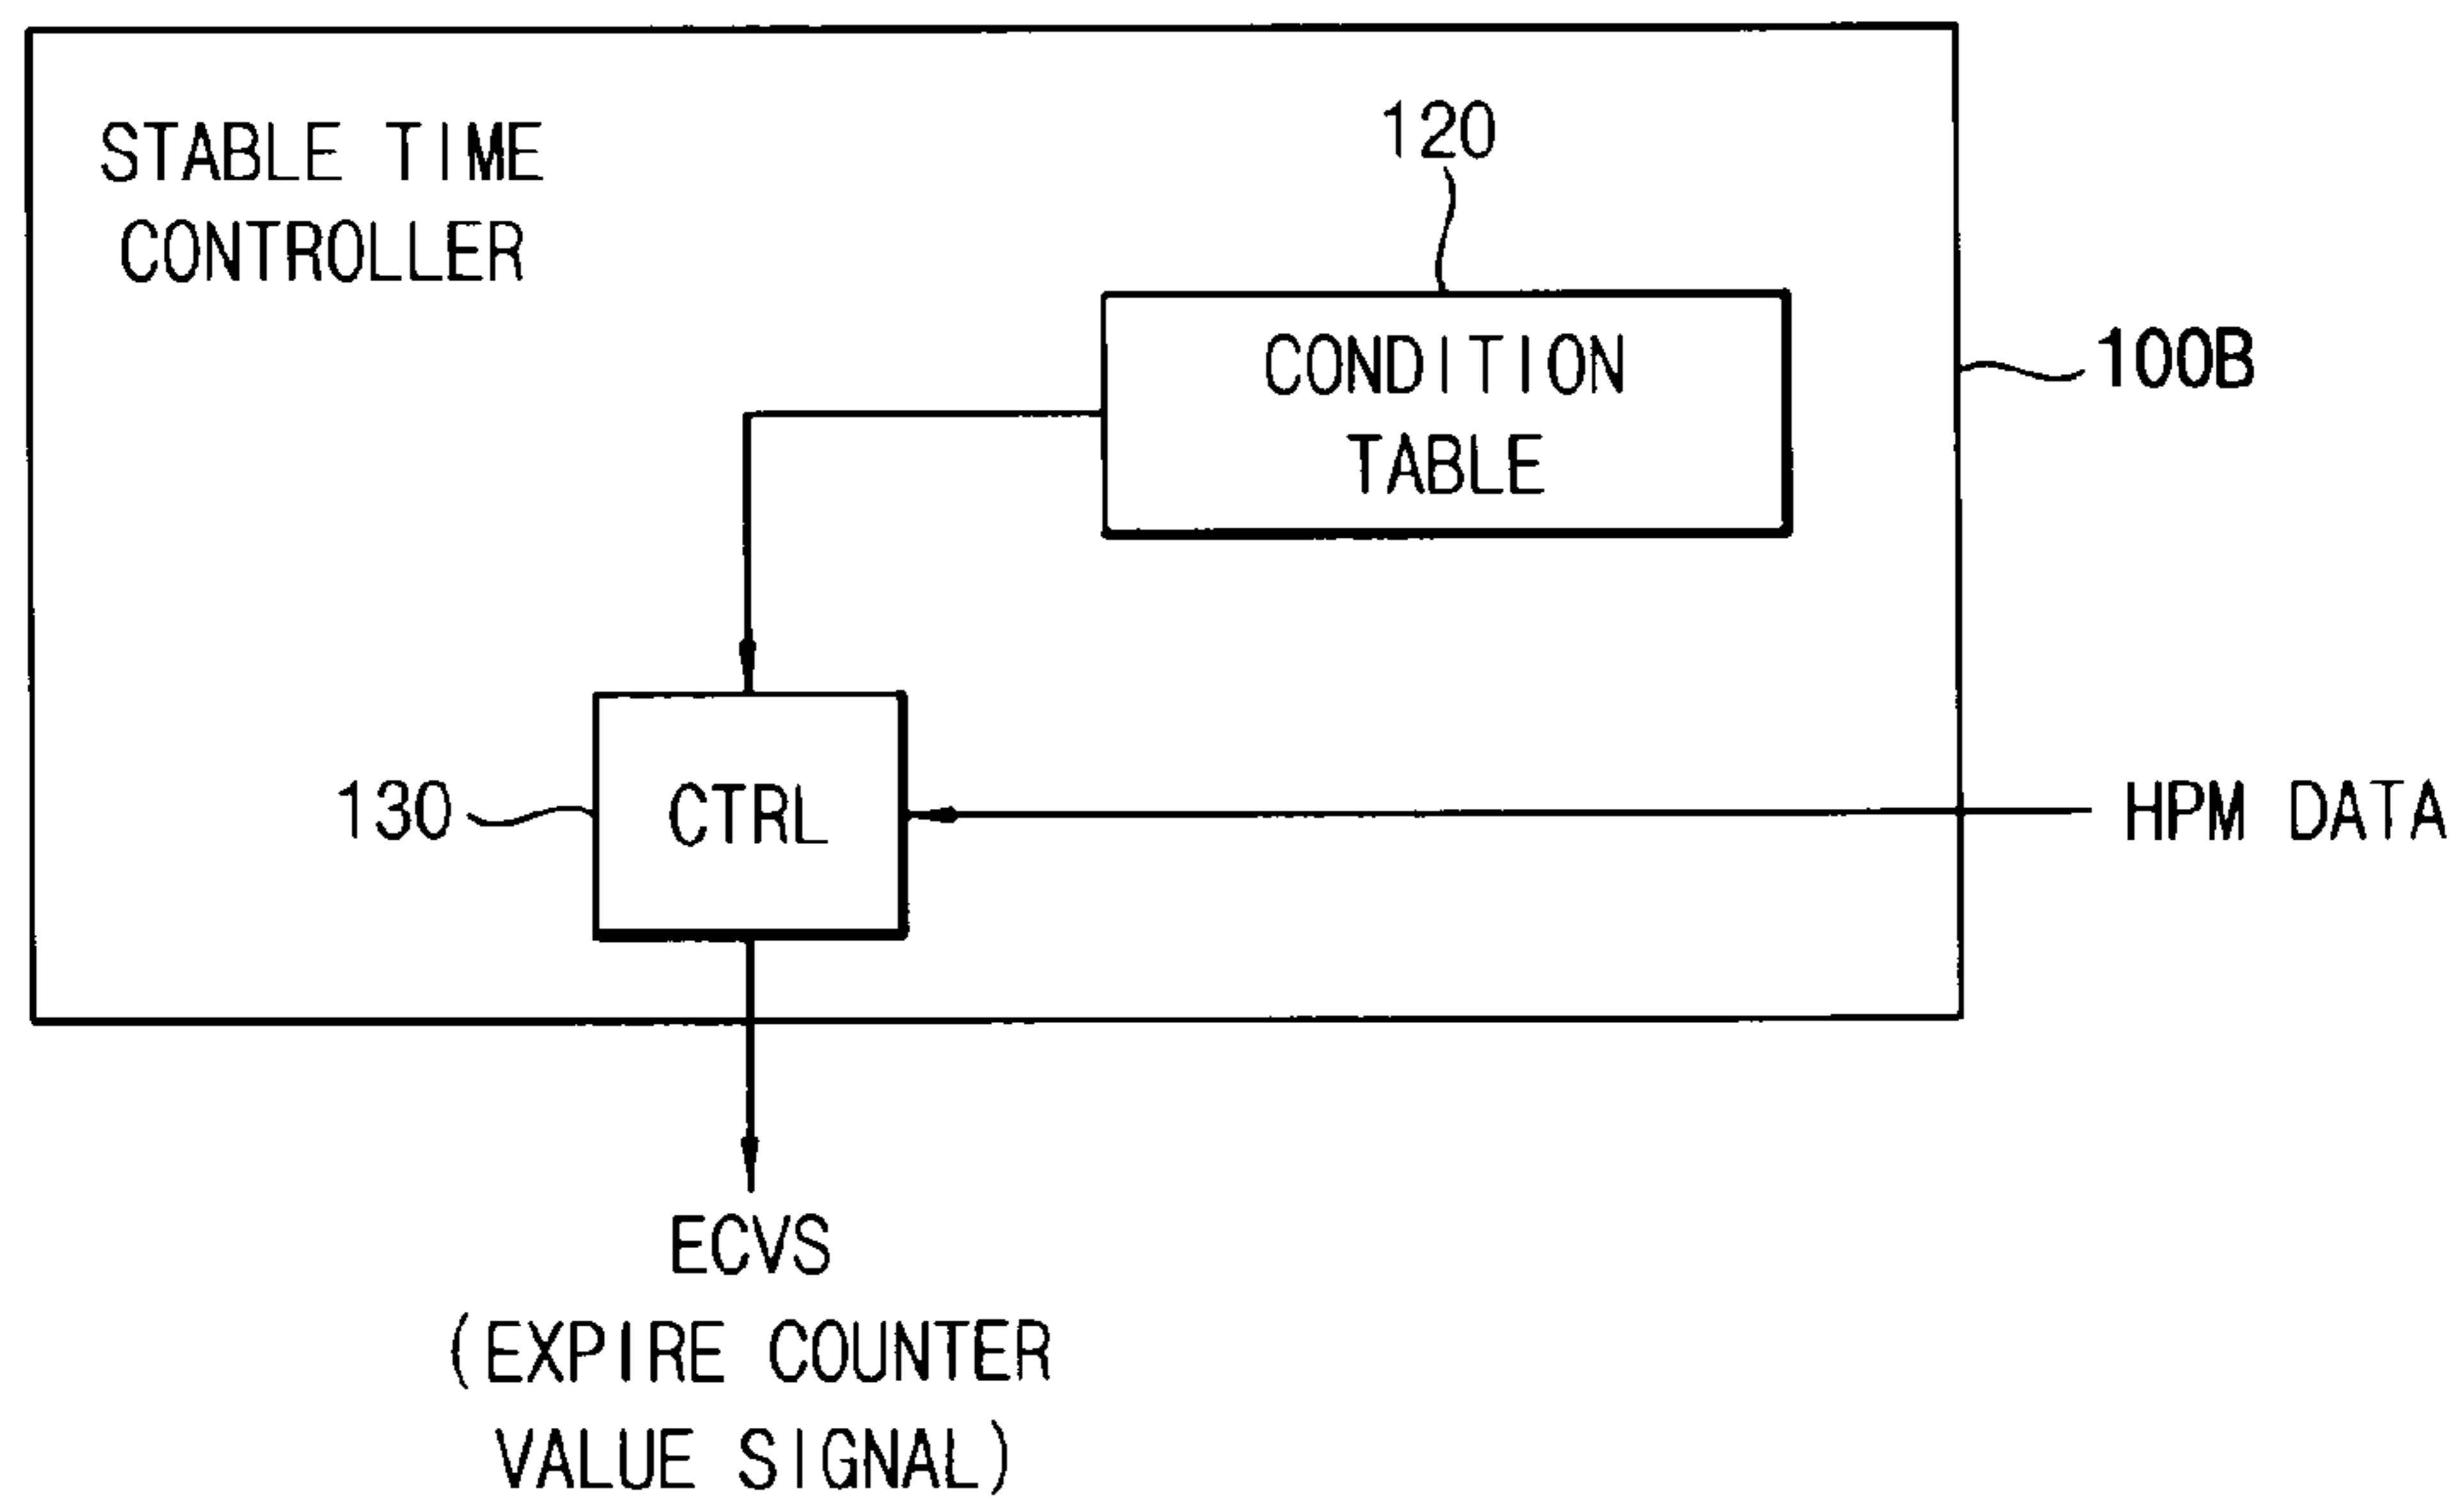 STABLE TIME
CONTROLLER
120
CONDITION
TABLE
100B
130
CTRL
HPM DATA
ECVS
(EXPIRE COUNTER
VALUE SIGNAL)